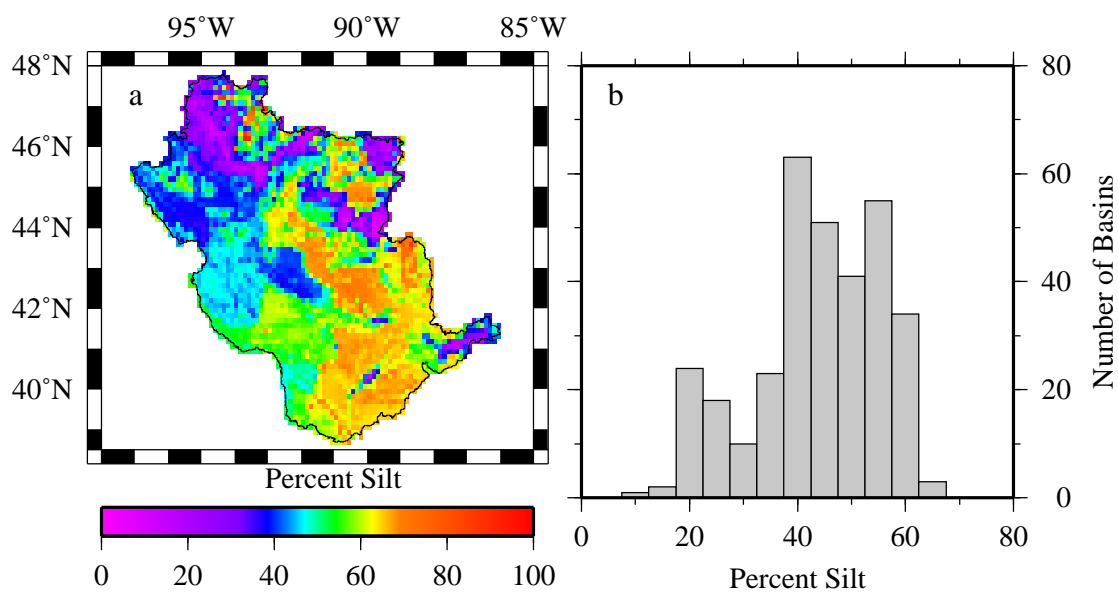 95˚W 90˚W 85˚W
48˚N
46˚N
44˚N
42˚N
40˚N
a
Percent Silt
0 20 40 60 80 100
b
80
60
40
20
0
Number of Basins
0 20 40 60 80
Percent Silt